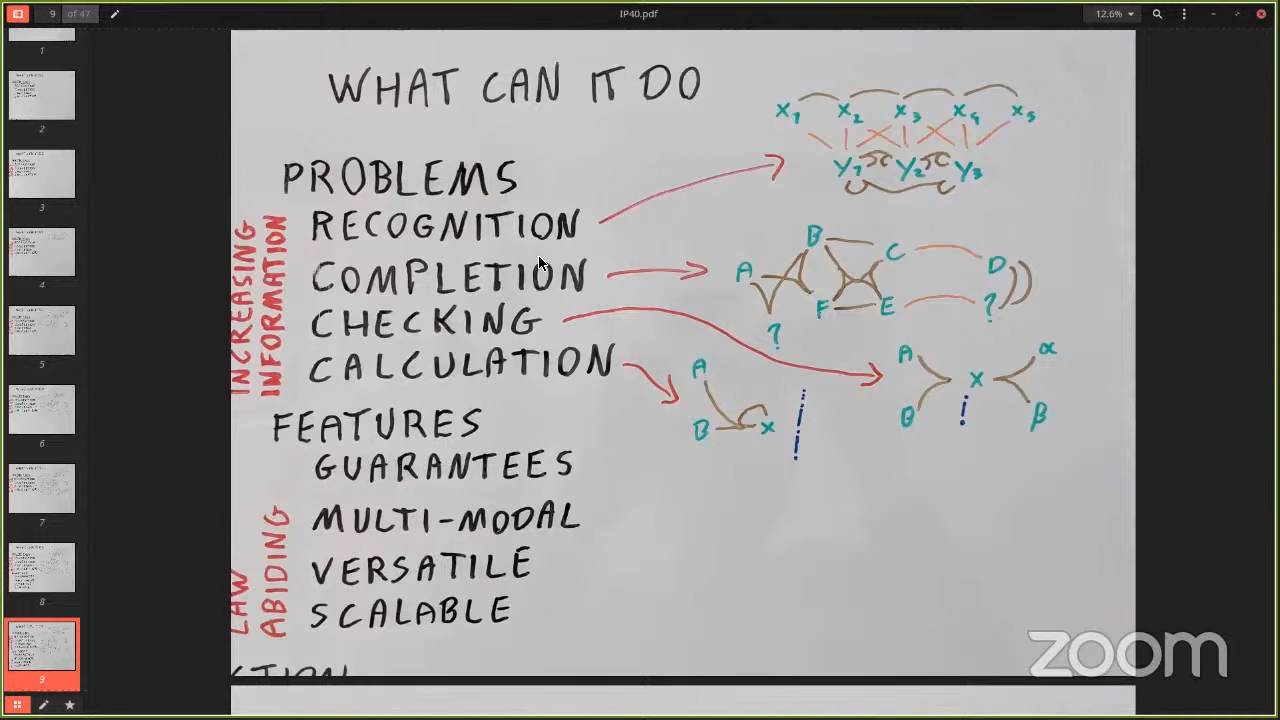 9 of 47
IP40.pdf
12.6%
1
2
3
4
5
6
7
8
9
WHAT CAN IT DO
PROBLEMS
RECOGNITION
COMPLETION
CHECKING
CALCULATION
INCREASING
INFORMATION
FEATURES
GUARANTEES
MULTI-MODAL
VERSATILE
SCALABLE
LAW
ABIDING
x1 x2 x3 x4 x5
y1 y2 y3
B C D
A F E ?
?
A α
x
B β
A
B x
zoom